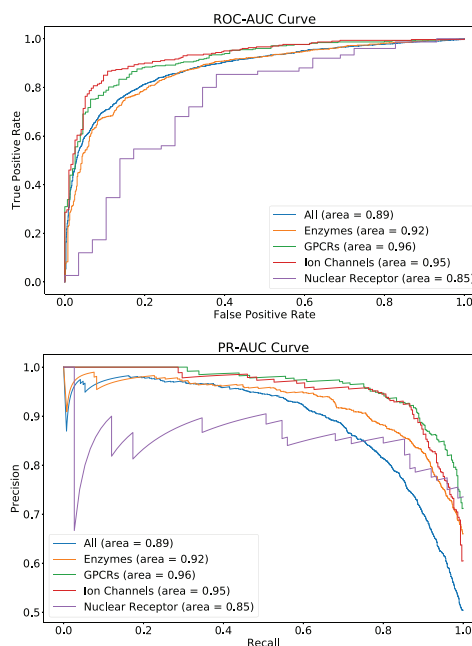 ROC-AUC Curve
True Positive Rate
1.0
0.8
0.6
0.4
0.2
0.0
All (area = 0.89)
Enzymes (area = 0.92)
GPCRs (area = 0.96)
Ion Channels (area = 0.95)
Nuclear Receptor (area = 0.85)
0.0 0.2 0.4 0.6 0.8 1.0
False Positive Rate
PR-AUC Curve
Precision
1.0
0.9
0.8
0.7
0.6
0.5
All (area = 0.89)
Enzymes (area = 0.92)
GPCRs (area = 0.96)
Ion Channels (area = 0.95)
Nuclear Receptor (area = 0.85)
0.0 0.2 0.4 0.6 0.8 1.0
Recall